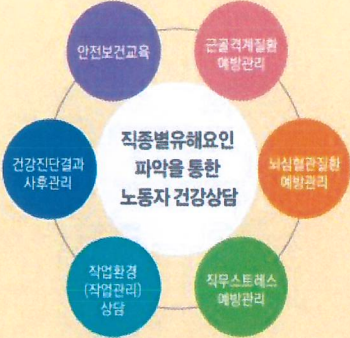 안전보건교육
근골격계질환
예방관리
건강진단결과
사후관리
직종별유해요인
파악을 통한
노동자 건강상담
뇌심혈관질환
예방관리
작업환경
(작업관리)
상담
직무스트레스
예방관리